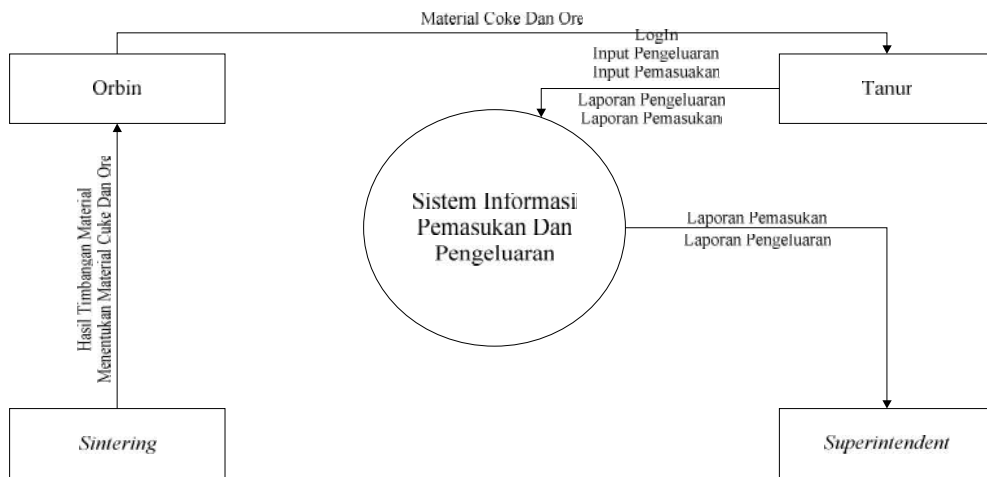 Material Coke Dan Ore
Orbin
LogIn
Input Pengeluaran
Input Pemasuakan
Tanur
Laporan Pengeluaran
Laporan Pemasukan
Sistem Informasi
Pemasukan Dan
Pengeluaran
Laporan Pemasukan
Laporan Pengeluaran
Hasil Timbangan Material
Menentukan Material Cuke Dan Ore
Sintering
Superintendent